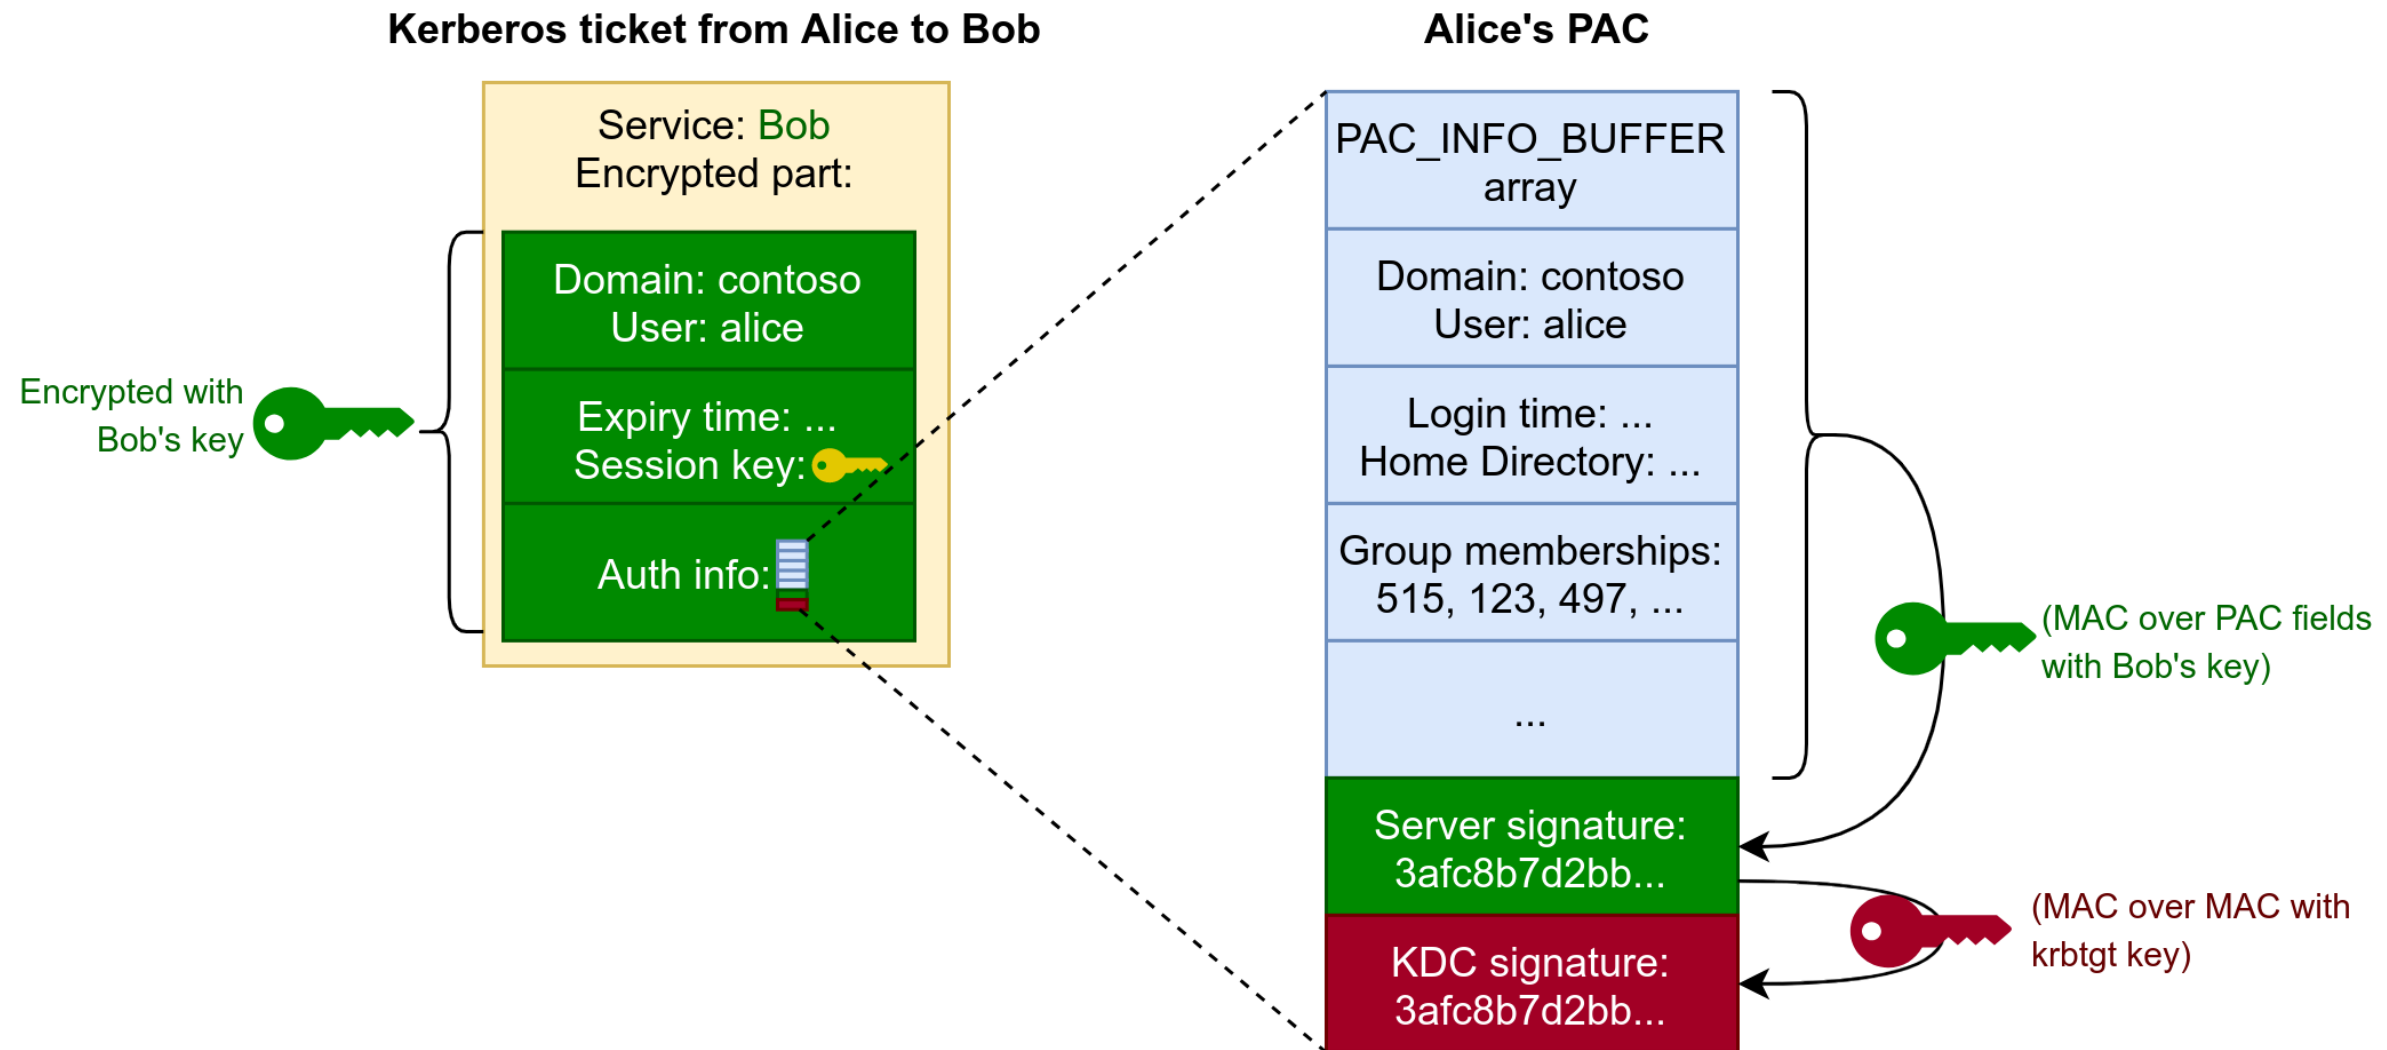 Kerberos ticket from Alice to Bob
Service: Bob
Encrypted part:
Domain: contoso
User: alice
Expiry time: ...
Session key:
Auth info:
Encrypted with
Bob's key
Alice's PAC
PAC_INFO_BUFFER
array
Domain: contoso
User: alice
Login time: ...
Home Directory: ...
Group memberships:
515, 123, 497, ...
...
Server signature:
3afc8b7d2bb...
KDC signature:
3afc8b7d2bb...
(MAC over PAC fields
with Bob's key)
(MAC over MAC with
krbtgt key)